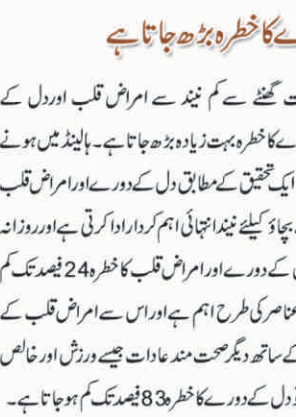 کا خطرہ بڑھ جاتا ہے
گھنٹے سے کم نیند سے امراض قلب اور دل کے
کا خطرہ بہت زیادہ بڑھ جاتا ہے۔ ہالینڈ میں ہونے
ایک تحقیق کے مطابق دل کے دورے اور امراض قلب
بچاؤ کیلئے نیند انتہائی اہم کردار ادا کرتی ہے اور روزانہ
کے دورے اور امراض قلب کا خطرہ 24 فیصد تک کم
عناصر کی طرح اہم ہے اور اس سے امراض قلب کے
کے ساتھ دیگر صحت مند عادات جیسے ورزش اور خالص
دل کے دورے کا خطرہ 83 فیصد تک کم ہو جاتا ہے۔